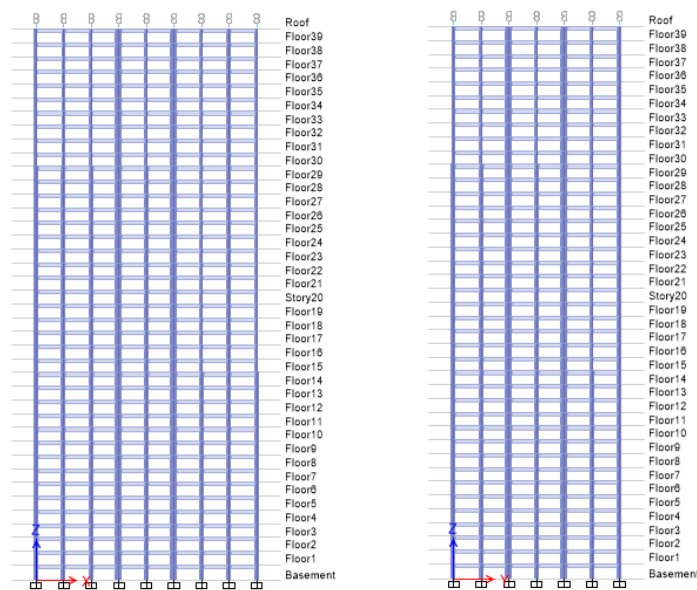 Roof
Floor39
Floor38
Floor37
Floor36
Floor35
Floor34
Floor33
Floor32
Floor31
Floor30
Floor29
Floor28
Floor27
Floor26
Floor25
Floor24
Floor23
Floor22
Floor21
Story20
Floor19
Floor18
Floor17
Floor16
Floor15
Floor14
Floor13
Floor12
Floor11
Floor10
Floor9
Floor8
Floor7
Floor6
Floor5
Floor4
Floor3
Floor2
Floor1
Basement
Z
X
Roof
Floor39
Floor38
Floor37
Floor36
Floor35
Floor34
Floor33
Floor32
Floor31
Floor30
Floor29
Floor28
Floor27
Floor26
Floor25
Floor24
Floor23
Floor22
Floor21
Story20
Floor19
Floor18
Floor17
Floor16
Floor15
Floor14
Floor13
Floor12
Floor11
Floor10
Floor9
Floor8
Floor7
Floor6
Floor5
Floor4
Floor3
Floor2
Floor1
Basement
Z